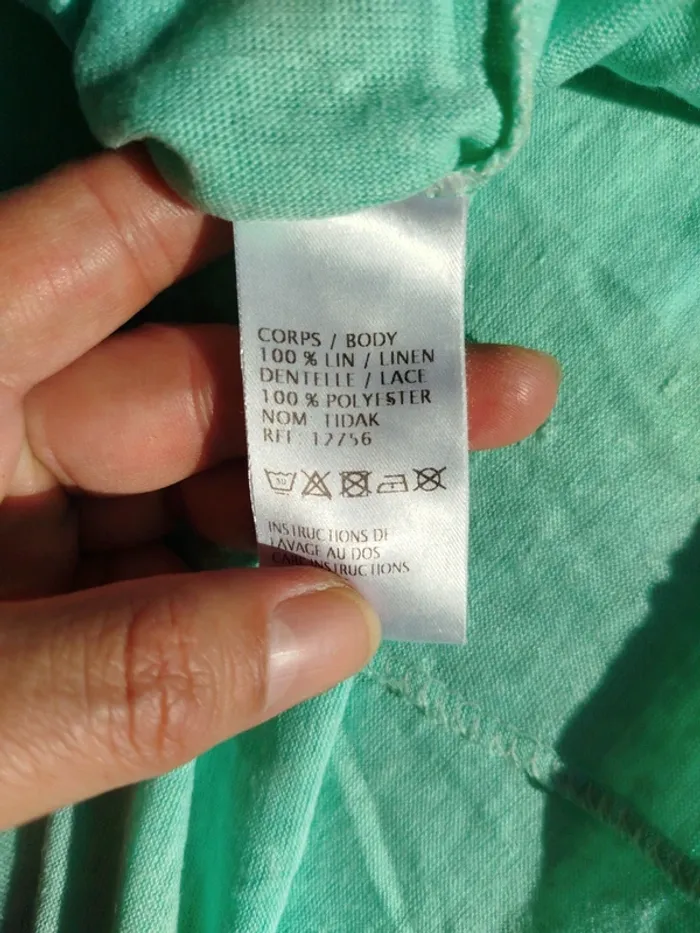 CORPS / BODY
100 % LIN / LINEN
DENTELLE / LACE
100 % POLYESTER
NOM: TIDAK
REF: 12756
30
INSTRUCTIONS DE
LAVAGE AU DOS
CARE INSTRUCTIONS